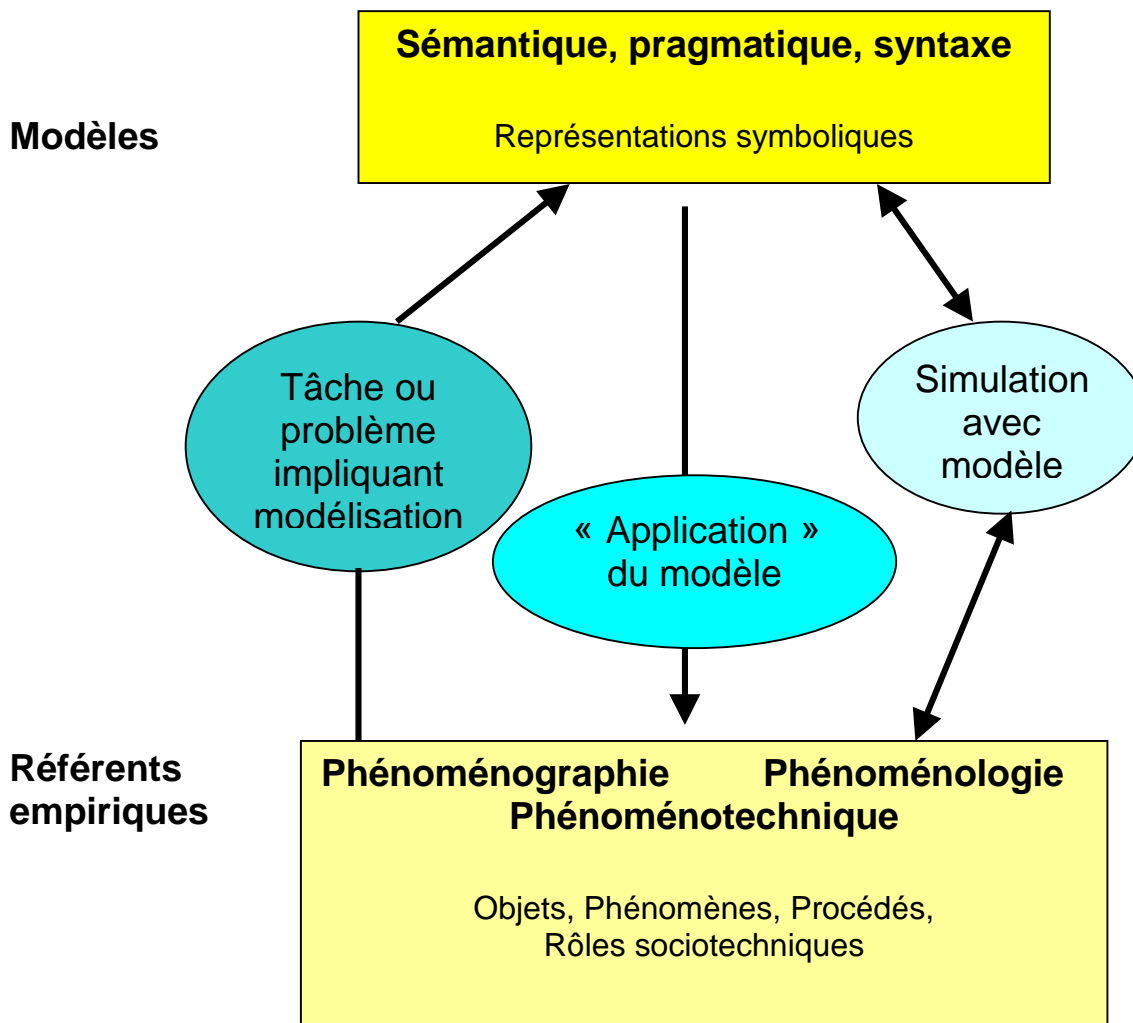 Sémantique, pragmatique, syntaxe
Représentations symboliques
Modèles
Tâche ou
problème
impliquant
modélisation
« Application »
du modèle
Simulation
avec
modèle
Référents
empiriques
Phénoménographie Phénoménologie
Phénoménotechnique
Objets, Phénomènes, Procédés,
Rôles sociotechniques